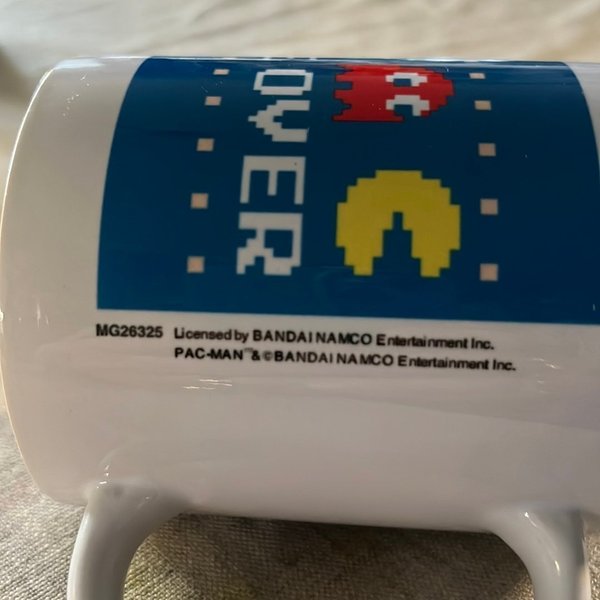 OVER
MG26325 Licensed by BANDAI NAMCO Entertainment Inc.
PAC-MAN™ & ©BANDAI NAMCO Entertainment Inc.